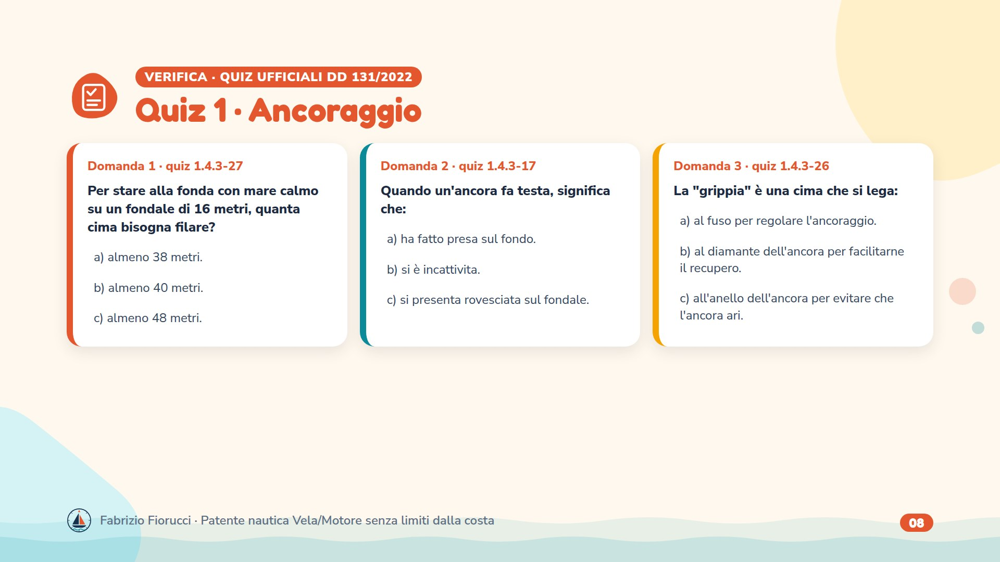 VERIFICA · QUIZ UFFICIALI DD 131/2022
Quiz 1 · Ancoraggio
Domanda 1 · quiz 1.4.3-27
Per stare alla fonda con mare calmo
su un fondale di 16 metri, quanta
cima bisogna filare?
a) almeno 38 metri.
b) almeno 40 metri.
c) almeno 48 metri.
Domanda 2 · quiz 1.4.3-17
Quando un'ancora fa testa, significa
che:
a) ha fatto presa sul fondo.
b) si è incattivita.
c) si presenta rovesciata sul fondale.
Domanda 3 · quiz 1.4.3-26
La "grippia" è una cima che si lega:
a) al fuso per regolare l'ancoraggio.
b) al diamante dell'ancora per facilitarne
il recupero.
c) all'anello dell'ancora per evitare che
l'ancora ari.
Fabrizio Fiorucci · Patente nautica Vela/Motore senza limiti dalla costa
08